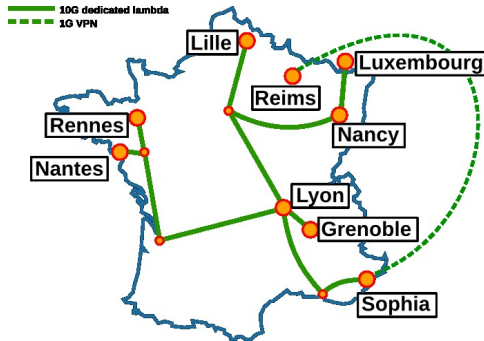 10G dedicated lambda
1G VPN
Lille
Luxembourg
Reims
Rennes
Nancy
Nantes
Lyon
Grenoble
Sophia